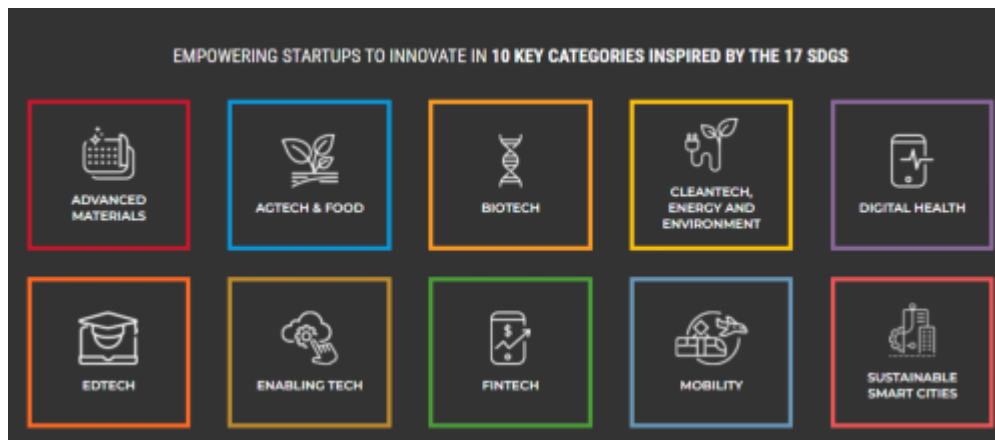 EMPOWERING STARTUPS TO INNOVATE IN 10 KEY CATEGORIES INSPIRED BY THE 17 SDGS
ADVANCED
MATERIALS
AGTECH & FOOD
BIOTECH
CLEANTECH,
ENERGY AND
ENVIRONMENT
DIGITAL HEALTH
EDTECH
ENABLING TECH
$
FINTECH
MOBILITY
SUSTAINABLE
SMART CITIES